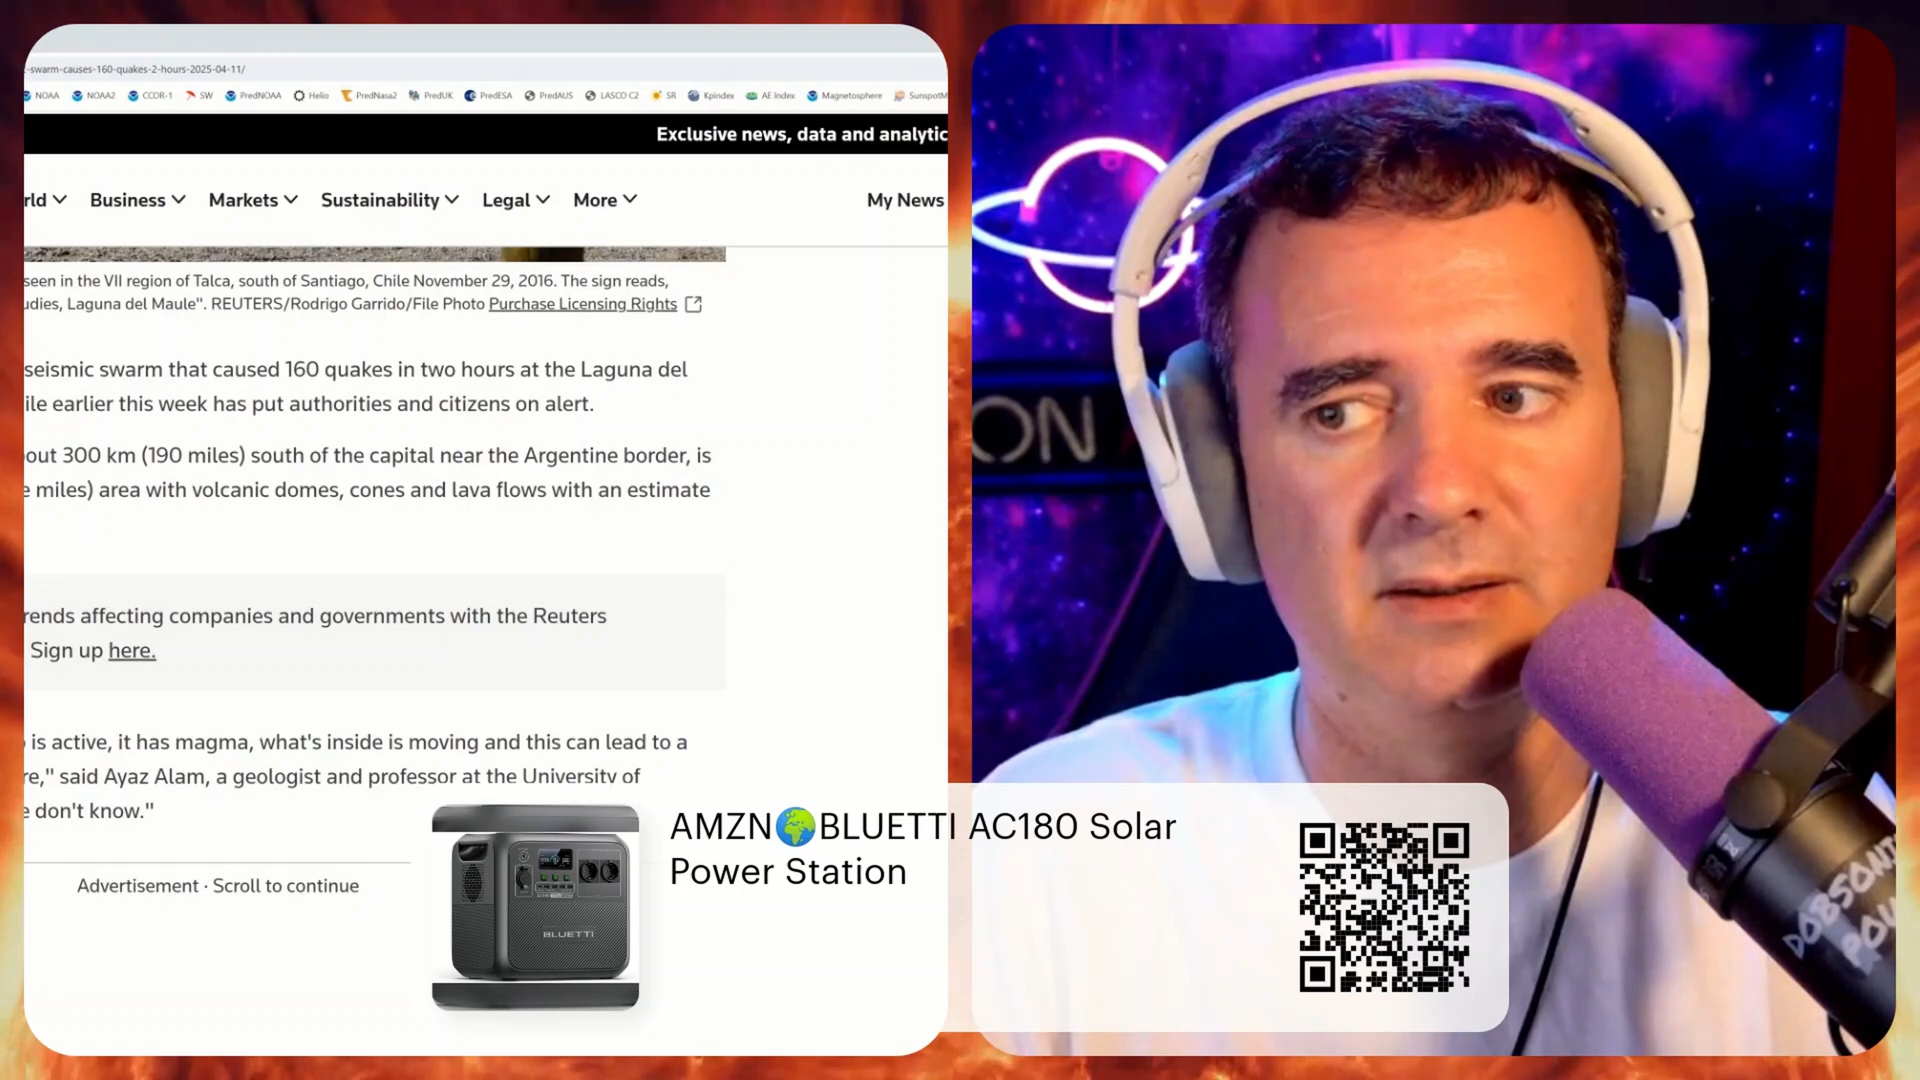 -swarm-causes-160-quakes-2-hours-2025-04-11/
NOAA NOAA2 CCOR-1 SW PredNOAA Helio PredNasa2 PredUK PredESA PredAUS LASCO C2 SR Kpindex AE Index Magnetosphere SunspotM
Exclusive news, data and analytic
rld Business Markets Sustainability Legal More My News
seen in the VII region of Talca, south of Santiago, Chile November 29, 2016. The sign reads,
udies, Laguna del Maule". REUTERS/Rodrigo Garrido/File Photo Purchase Licensing Rights
seismic swarm that caused 160 quakes in two hours at the Laguna del
ile earlier this week has put authorities and citizens on alert.
out 300 km (190 miles) south of the capital near the Argentine border, is
e miles) area with volcanic domes, cones and lava flows with an estimate
rends affecting companies and governments with the Reuters
Sign up here.
is active, it has magma, what's inside is moving and this can lead to a
re," said Ayaz Alam, a geologist and professor at the University of
e don't know."
Advertisement · Scroll to continue
ON
AMZN🌍BLUETTI AC180 Solar
Power Station
BLUETTI
DOBSONI
POW